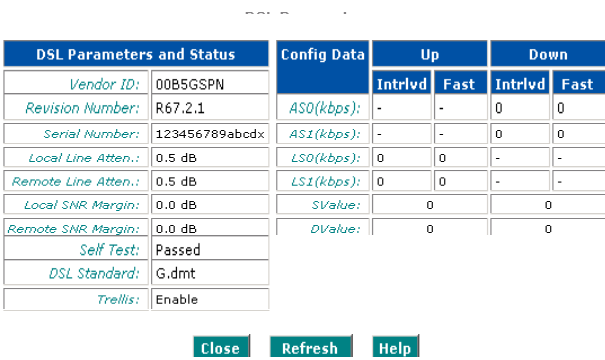 DSL Parameters and Status Config Data Up Down
Intrlvd Fast Intrlvd Fast
Vendor ID: 00B5GSPN
Revision Number: R67.2.1 AS0(kbps): - - 0 0
Serial Number: 123456789abcdx AS1(kbps): - - 0 0
Local Line Atten.: 0.5 dB LS0(kbps): 0 0 - -
Remote Line Atten.: 0.5 dB LS1(kbps): 0 0 - -
Local SNR Margin: 0.0 dB SValue: 0 0
Remote SNR Margin: 0.0 dB DValue: 0 0
Self Test: Passed
DSL Standard: G.dmt
Trellis: Enable
Close Refresh Help